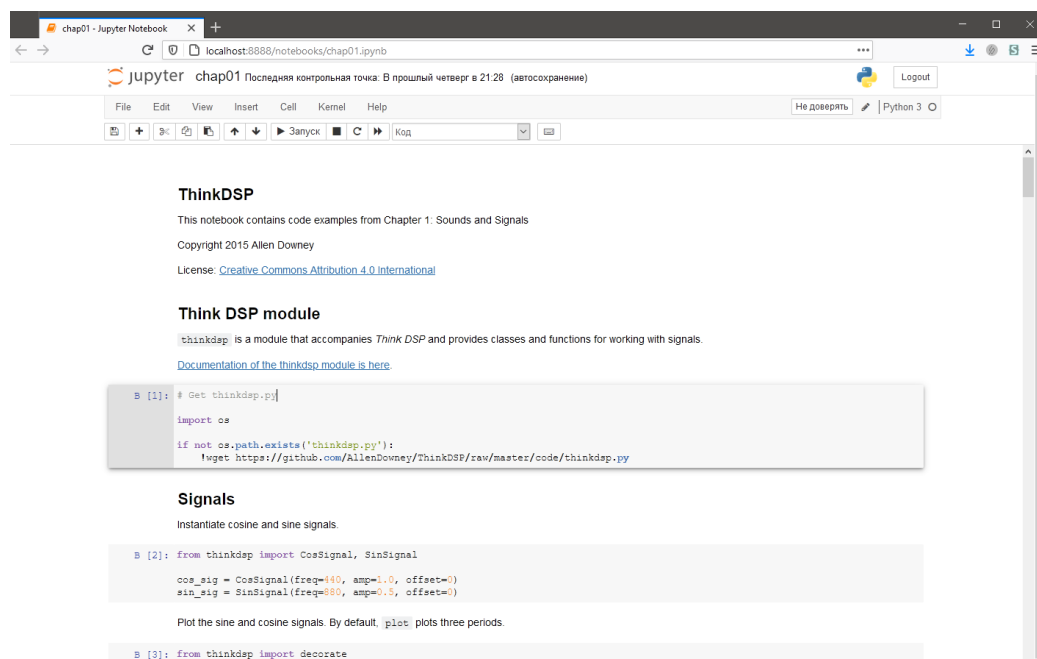 chap01 - Jupyter Notebook
localhost:8888/notebooks/chap01.ipynb
jupyter chap01 Последняя контрольная точка: В прошлый четверг в 21:28 (автосохранение)
Logout
File Edit View Insert Cell Kernel Help
Не доверять Python 3
Запуск Код
ThinkDSP
This notebook contains code examples from Chapter 1: Sounds and Signals
Copyright 2015 Allen Downey
License: Creative Commons Attribution 4.0 International
Think DSP module
thinkdsp is a module that accompanies Think DSP and provides classes and functions for working with signals.
Documentation of the thinkdsp module is here.
В [1]: # Get thinkdsp.py
import os
if not os.path.exists('thinkdsp.py'):
!wget https://github.com/AllenDowney/ThinkDSP/raw/master/code/thinkdsp.py
Signals
Instantiate cosine and sine signals.
В [2]: from thinkdsp import CosSignal, SinSignal
cos_sig = CosSignal(freq=440, amp=1.0, offset=0)
sin_sig = SinSignal(freq=880, amp=0.5, offset=0)
Plot the sine and cosine signals. By default, plot plots three periods.
В [3]: from thinkdsp import decorate